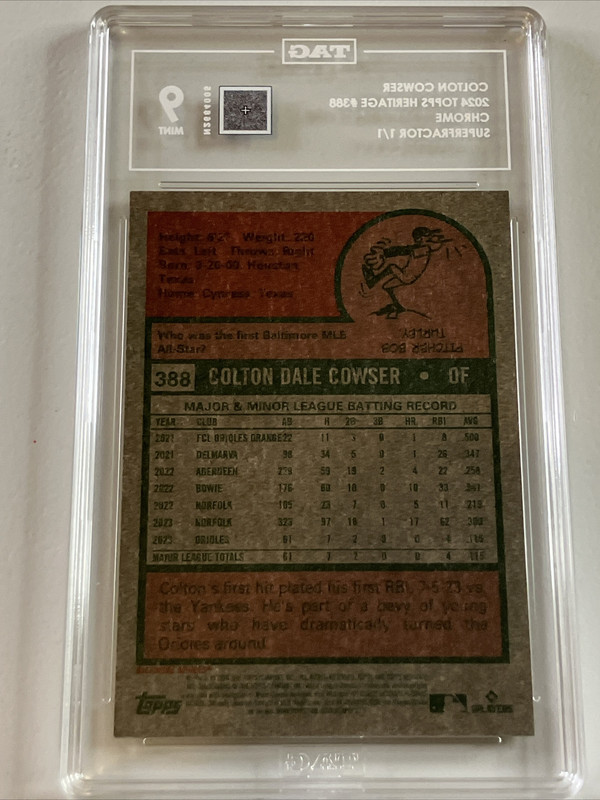 TAG
COLTON COWSER
2024 TOPPS HERITAGE #388
CHROME
SUPERFRACTOR 1/1
N2684005
9
MINT
Height: 6'2" Weight: 220
Bats: Left Throws: Right
Born: 3-20-00, Houston,
Texas
Home: Cypress, Texas
Who was the first Baltimore MLB
All-Star?
PITCHER BOB
TURLEY.
388 COLTON DALE COWSER • OF
MAJOR & MINOR LEAGUE BATTING RECORD
YEAR CLUB AB H 2B 3B HR RBI AVG
2021 FCL ORIOLES ORANGE 22 11 3 0 1 8 .500
2021 DELMARVA 98 34 5 0 1 26 .347
2022 ABERDEEN 229 59 19 2 4 22 .258
2022 BOWIE 176 60 10 0 10 33 .341
2022 NORFOLK 105 23 7 0 5 11 .219
2023 NORFOLK 323 97 18 1 17 62 .300
2023 ORIOLES 61 7 2 0 0 4 .115
MAJOR LEAGUE TOTALS 61 7 2 0 0 4 .115
Colton's first hit plated his first RBI, 7-5-23 vs.
the Yankees. He's part of a bevy of young
stars who have dramatically turned the
Orioles around.
Topps
PLAYERS
TAG